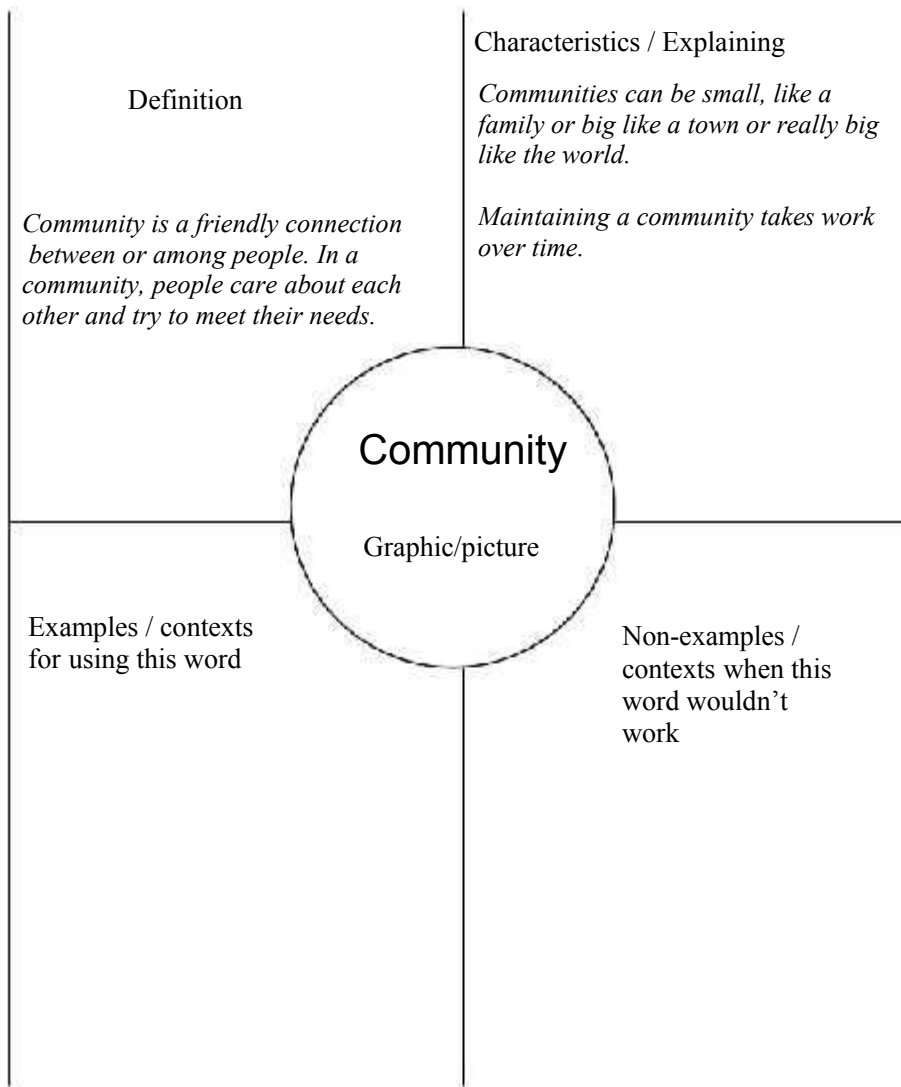 Definition
Community is a friendly connection
between or among people. In a
community, people care about each
other and try to meet their needs.
Characteristics / Explaining
Communities can be small, like a
family or big like a town or really big
like the world.
Maintaining a community takes work
over time.
Community
Graphic/picture
Examples / contexts
for using this word
Non-examples /
contexts when this
word wouldn’t
work